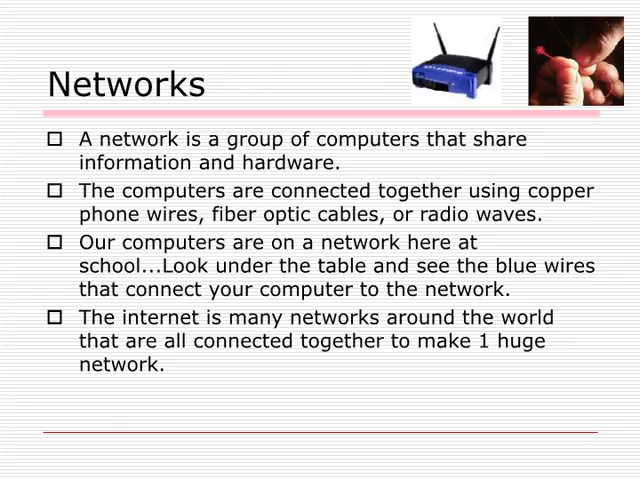 Networks
A network is a group of computers that share
information and hardware.
The computers are connected together using copper
phone wires, fiber optic cables, or radio waves.
Our computers are on a network here at
school...Look under the table and see the blue wires
that connect your computer to the network.
The internet is many networks around the world
that are all connected together to make 1 huge
network.